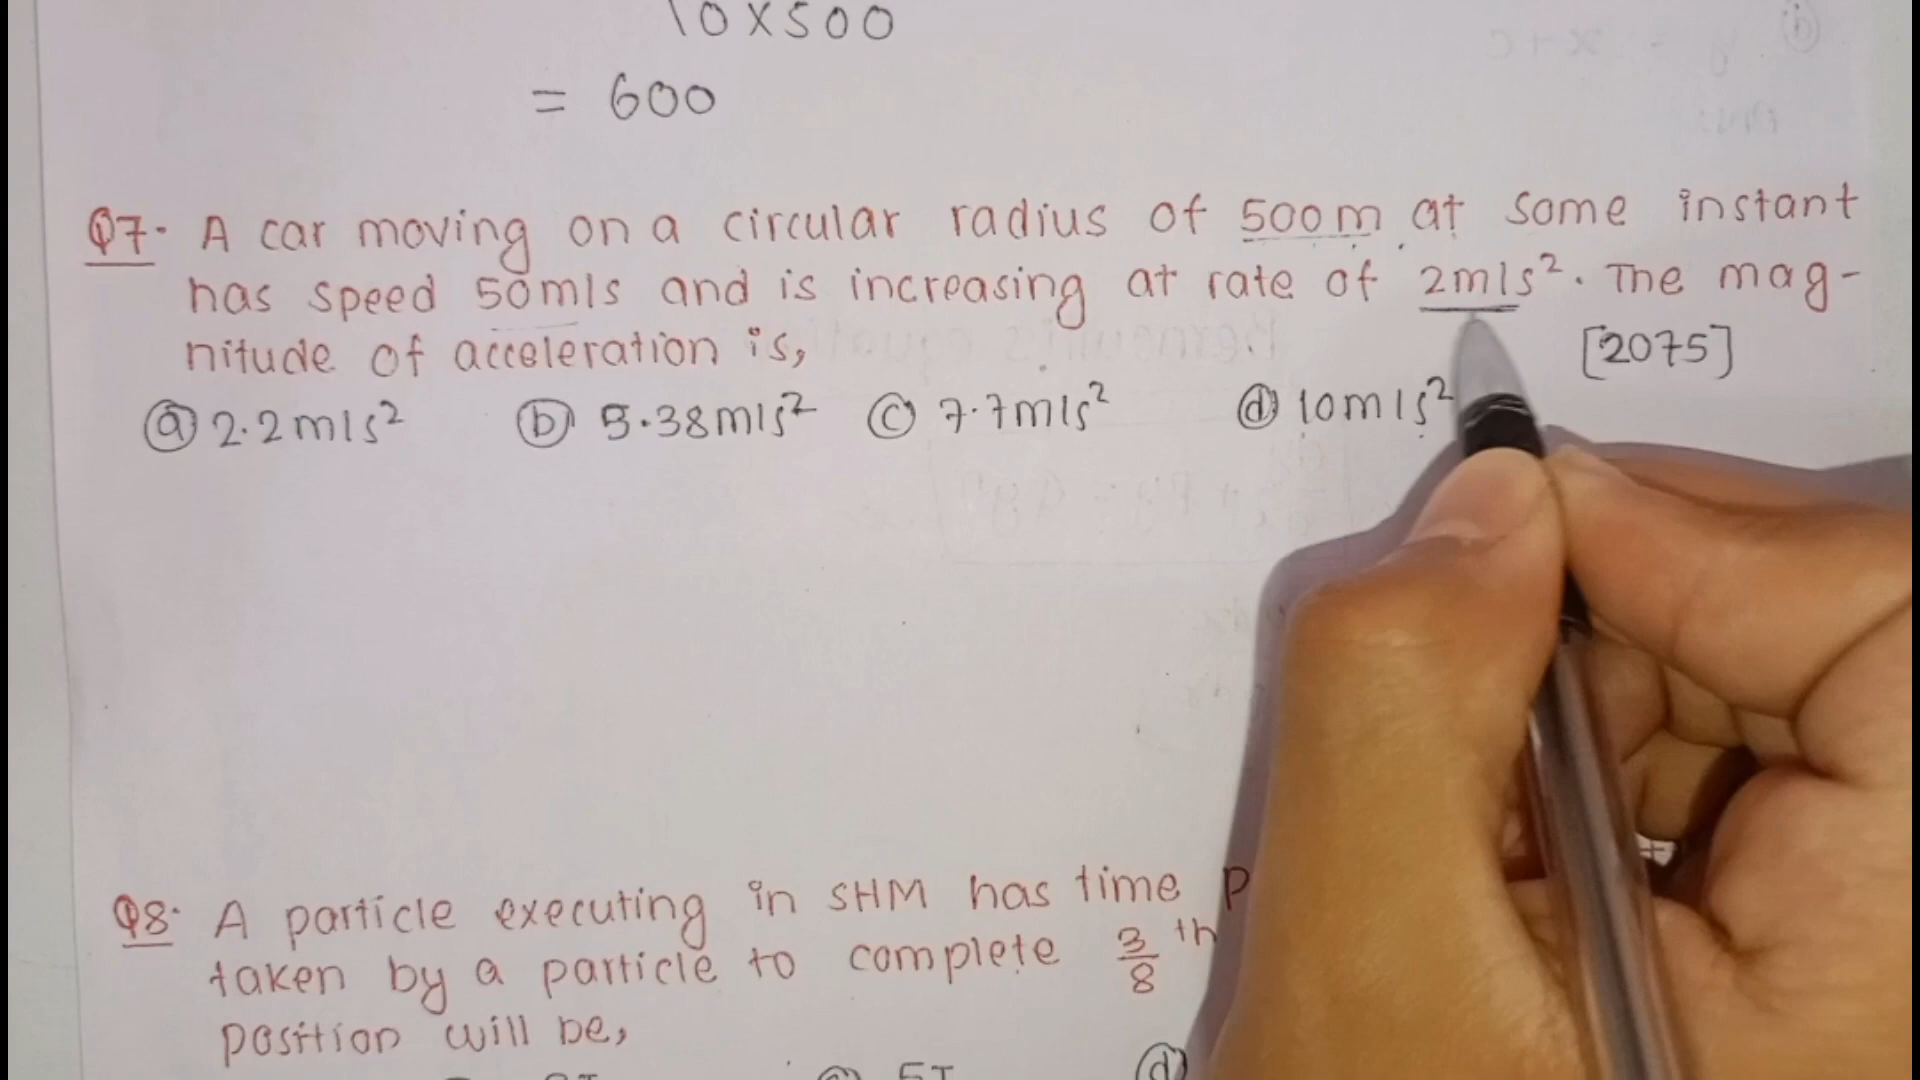 10 x 500
= 600
Q7. A car moving on a circular radius of 500m at some instant
has speed 50m/s and is increasing at rate of 2m/s². The mag-
nitude of acceleration is, [2075]
ⓐ 2.2m/s² ⓑ 5.38m/s² ⓒ 7.7m/s² ⓓ 10m/s²
Q8. A particle executing in SHM has time
taken by a particle to complete 3/8 th
position will be,
5T ⓓ